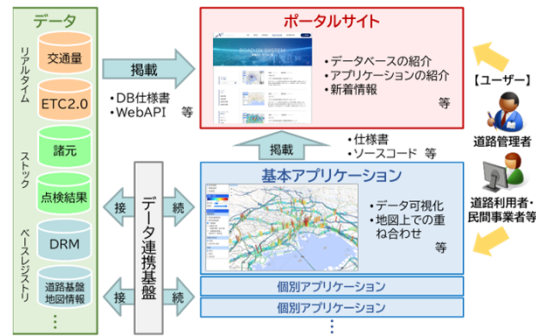 データ
リアルタイム
交通量
ETC2.0
ストック
諸元
点検結果
ベースレジストリ
DRM
道路基盤
地図情報
⋮
掲載
•DB仕様書
•WebAPI 等
データ連携基盤
接 続
接 続
ポータルサイト
ROAD-DX SYSTEM
•データベースの紹介
•アプリケーションの紹介
•新着情報
等
掲載
•仕様書
•ソースコード 等
基本アプリケーション
•データ可視化
•地図上での重
ね合わせ
等
個別アプリケーション
個別アプリケーション
⋮
【ユーザー】
道路管理者
道路利用者・
民間事業者等